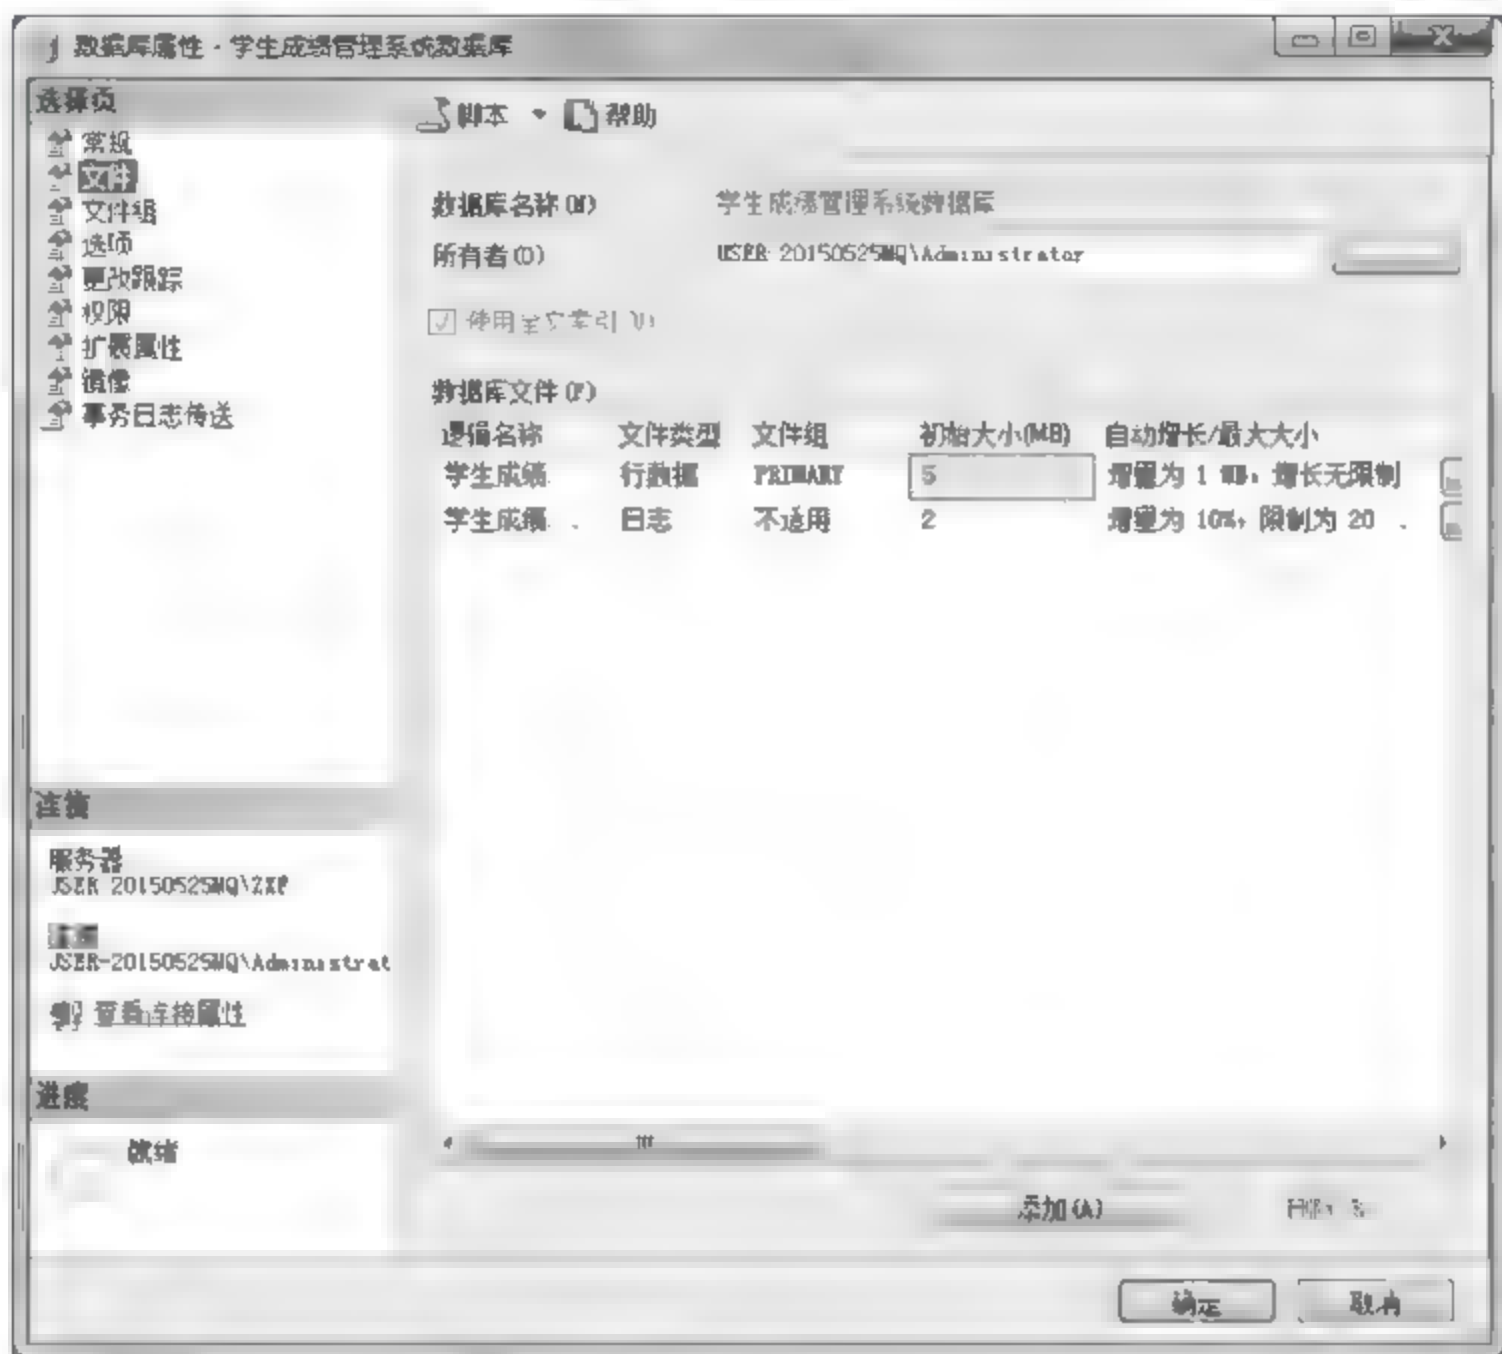 数据库属性 - 学生成绩管理系统数据库
选择页
常规
文件
文件组
选项
更改跟踪
权限
扩展属性
镜像
事务日志传送
脚本 帮助
数据库名称(N) 学生成绩管理系统数据库
所有者(O) USER-20150525MQ\Administrator
使用全文索引(U)
数据库文件(F)
逻辑名称 文件类型 文件组 初始大小(MB) 自动增长/最大大小
学生成绩 行数据 PRIMARY 5 增量为 1 MB, 增长无限制
学生成绩 日志 不适用 2 增量为 10%, 限制为 20
连接
服务器
USER-20150525MQ\ZXP
USER-20150525MQ\Administrat
查看连接属性
进度
就绪
添加(A)
确定 取消